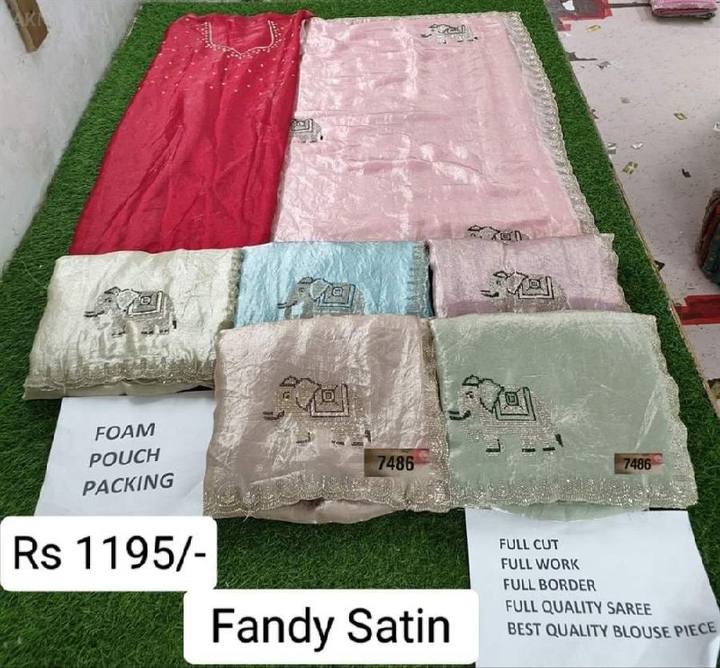 FOAM
POUCH
PACKING
7486
7486
Rs 1195/-
Fandy Satin
FULL CUT
FULL WORK
FULL BORDER
FULL QUALITY SAREE
BEST QUALITY BLOUSE PIECE